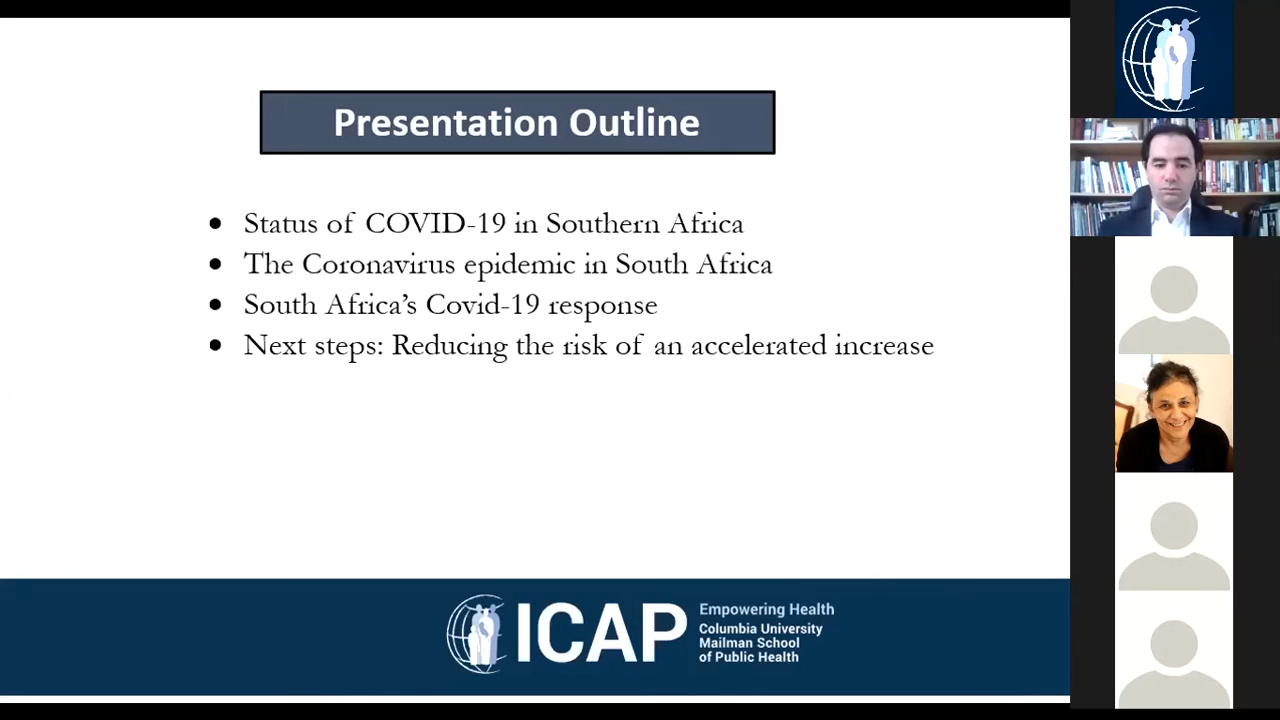 Presentation Outline
• Status of COVID-19 in Southern Africa
• The Coronavirus epidemic in South Africa
• South Africa’s Covid-19 response
• Next steps: Reducing the risk of an accelerated increase
ICAP
Empowering Health
Columbia University
Mailman School
of Public Health